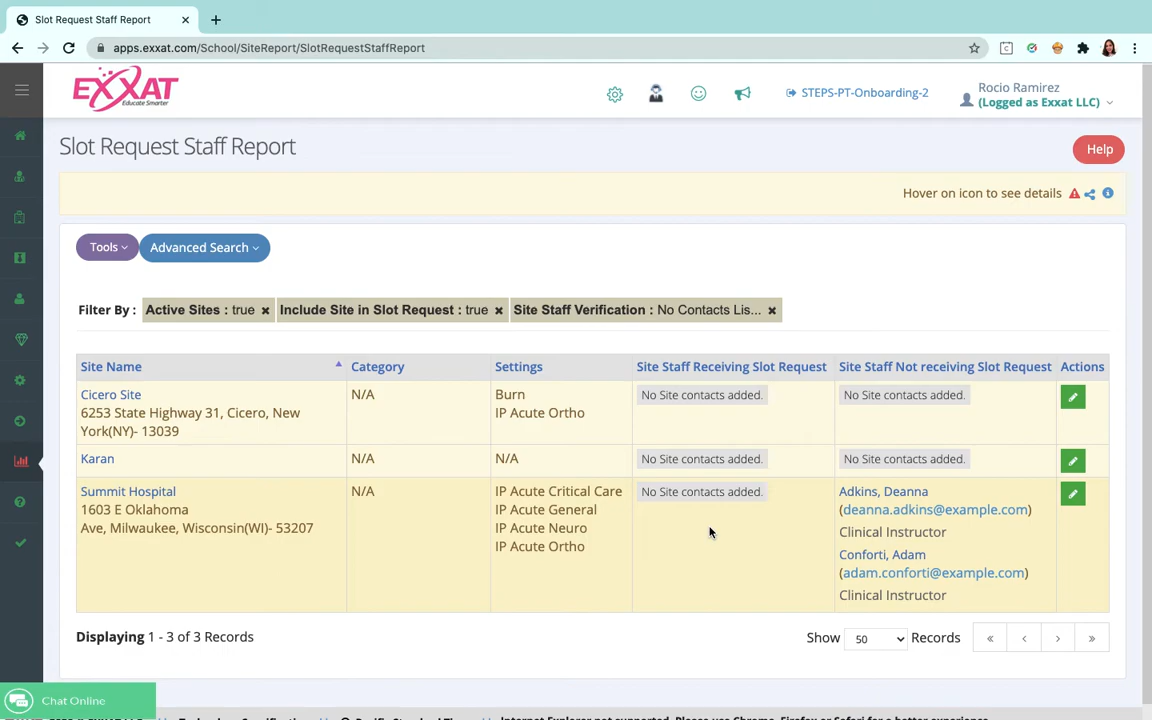 Slot Request Staff Report
apps.exxat.com/School/SiteReport/SlotRequestStaffReport
EXXAT
Educate Smarter
STEPS-PT-Onboarding-2
Rocio Ramirez
(Logged as Exxat LLC)
Slot Request Staff Report
Help
Hover on icon to see details
Tools
Advanced Search
Filter By : Active Sites : true × Include Site in Slot Request : true × Site Staff Verification : No Contacts Lis... ×
Site Name Category Settings Site Staff Receiving Slot Request Site Staff Not receiving Slot Request Actions
Cicero Site N/A Burn No Site contacts added. No Site contacts added.
6253 State Highway 31, Cicero, New IP Acute Ortho
York(NY)- 13039
Karan N/A N/A No Site contacts added. No Site contacts added.
Summit Hospital N/A IP Acute Critical Care No Site contacts added. Adkins, Deanna
1603 E Oklahoma IP Acute General (deanna.adkins@example.com)
Ave, Milwaukee, Wisconsin(WI)- 53207 IP Acute Neuro Clinical Instructor
IP Acute Ortho Conforti, Adam
(adam.conforti@example.com)
Clinical Instructor
Displaying 1 - 3 of 3 Records
Show 50 Records « ‹ › »
Chat Online
Internet Explorer not supported. Please use Chrome, Firefox or Safari for a better experience